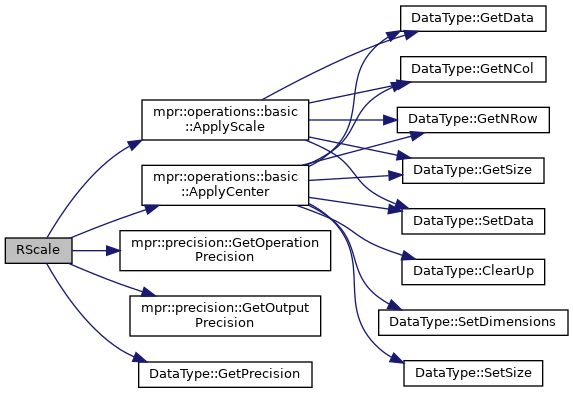 RScale
mpr::operations::basic
::ApplyScale
mpr::operations::basic
::ApplyCenter
mpr::precision::GetOperation
Precision
mpr::precision::GetOutput
Precision
DataType::GetPrecision
DataType::GetData
DataType::GetNCol
DataType::GetNRow
DataType::GetSize
DataType::SetData
DataType::ClearUp
DataType::SetDimensions
DataType::SetSize